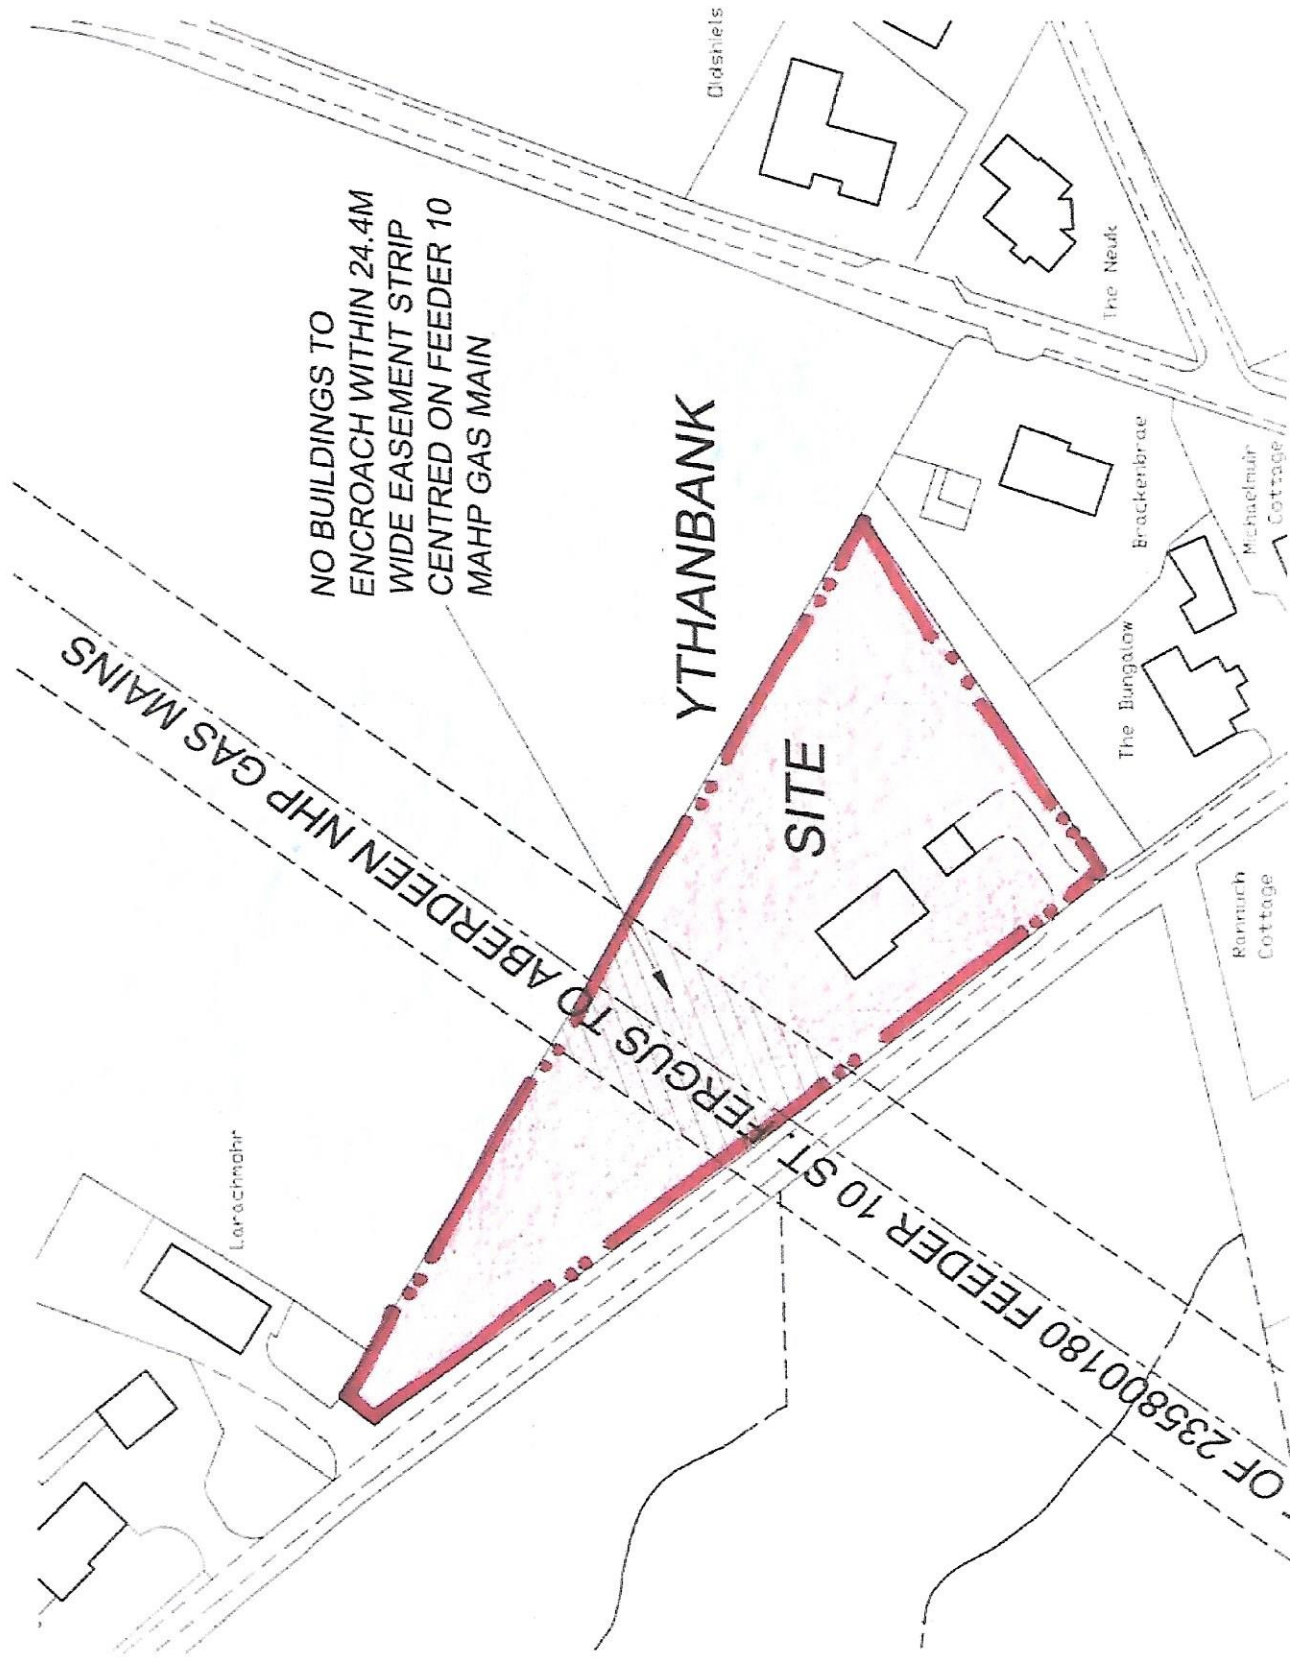 NO BUILDINGS TO
ENCROACH WITHIN 24.4M
WIDE EASEMENT STRIP
CENTRED ON FEEDER 10
MAHP GAS MAIN
YTHANBANK
SITE
OF 235800180 FEEDER 10 ST. FERGUS TO ABERDEEN NHP GAS MAINS
Larachmohr
Oldshiels
The Neuk
Brackenbrae
Michaelmuir
Cottage
The Bungalow
Rannuch
Cottage